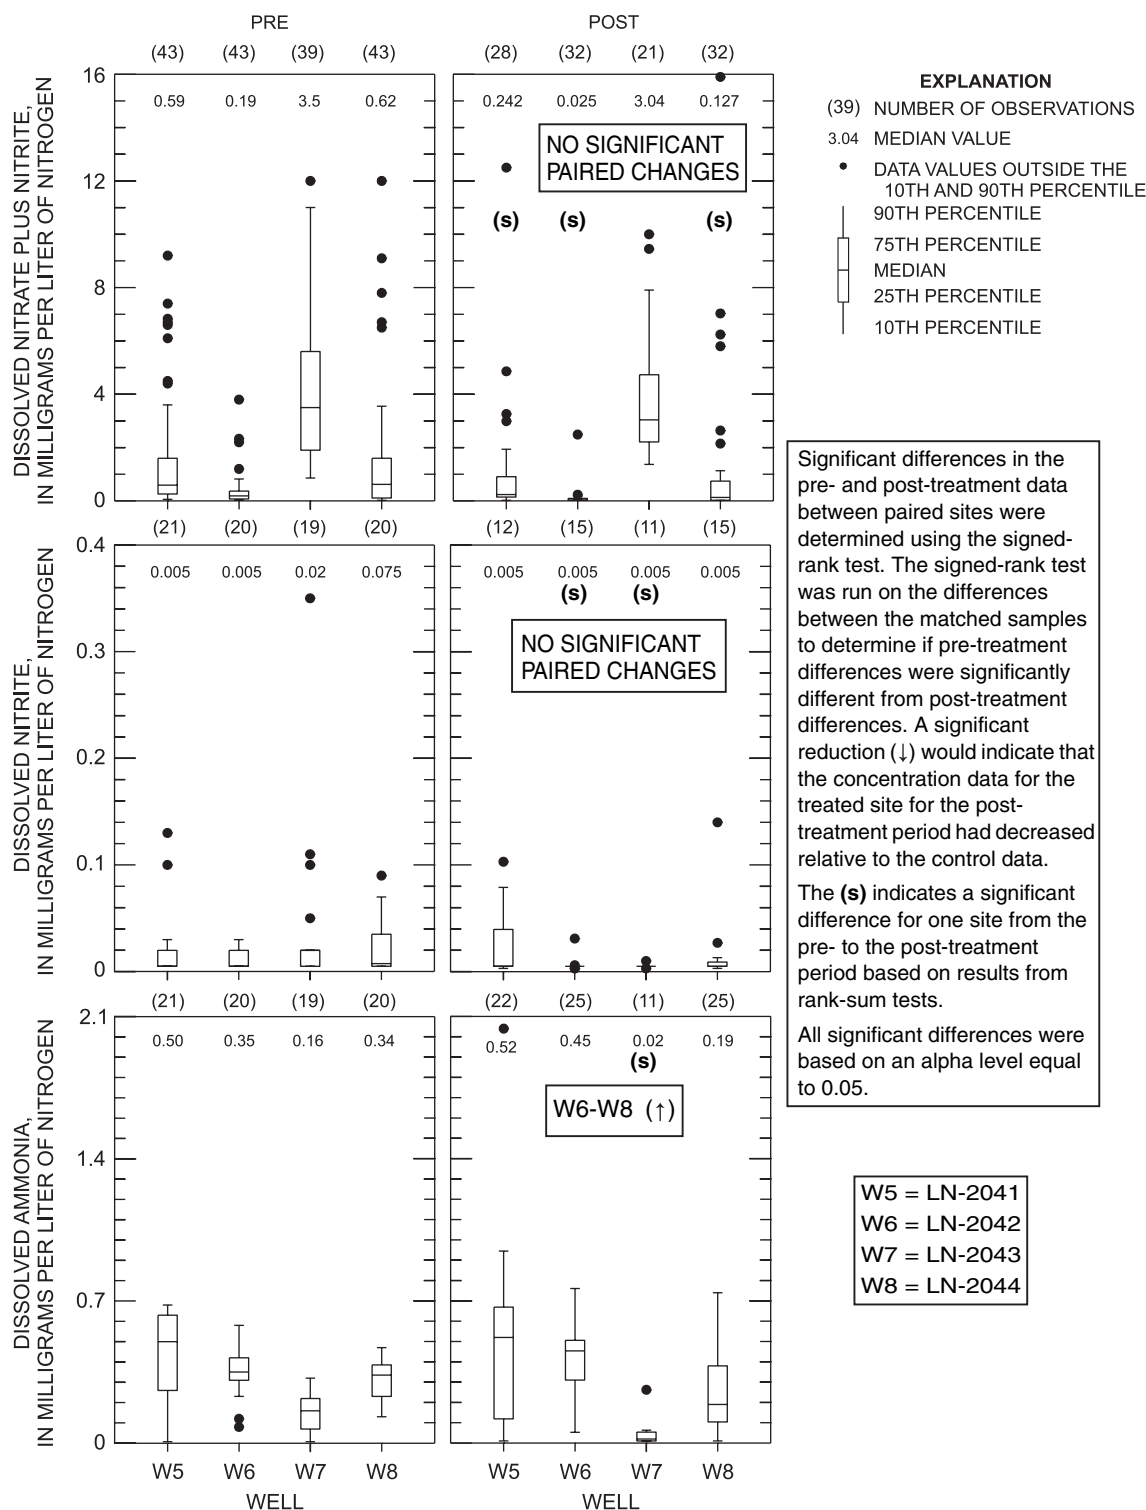 PRE
POST
(43) (43) (39) (43)
(28) (32) (21) (32)
DISSOLVED NITRATE PLUS NITRITE,
IN MILLIGRAMS PER LITER OF NITROGEN
16
12
8
4
0
0.59 0.19 3.5 0.62
0.242 0.025 3.04 0.127
NO SIGNIFICANT
PAIRED CHANGES
(s) (s) (s)
EXPLANATION
(39) NUMBER OF OBSERVATIONS
3.04 MEDIAN VALUE
DATA VALUES OUTSIDE THE
10TH AND 90TH PERCENTILE
90TH PERCENTILE
75TH PERCENTILE
MEDIAN
25TH PERCENTILE
10TH PERCENTILE
(21) (20) (19) (20)
(12) (15) (11) (15)
DISSOLVED NITRITE,
IN MILLIGRAMS PER LITER OF NITROGEN
0.4
0.3
0.2
0.1
0
0.005 0.005 0.02 0.075
0.005 0.005 0.005 0.005
(s) (s)
NO SIGNIFICANT
PAIRED CHANGES
Significant differences in the
pre- and post-treatment data
between paired sites were
determined using the signed-
rank test. The signed-rank test
was run on the differences
between the matched samples
to determine if pre-treatment
differences were significantly
different from post-treatment
differences. A significant
reduction (↓) would indicate that
the concentration data for the
treated site for the post-
treatment period had decreased
relative to the control data.
The (s) indicates a significant
difference for one site from the
pre- to the post-treatment
period based on results from
rank-sum tests.
All significant differences were
based on an alpha level equal
to 0.05.
(21) (20) (19) (20)
(22) (25) (11) (25)
DISSOLVED AMMONIA,
IN MILLIGRAMS PER LITER OF NITROGEN
2.1
1.4
0.7
0
0.50 0.35 0.16 0.34
0.52 0.45 0.02 0.19
(s)
W6-W8 (↑)
W5 W6 W7 W8
WELL
W5 W6 W7 W8
WELL
W5 = LN-2041
W6 = LN-2042
W7 = LN-2043
W8 = LN-2044